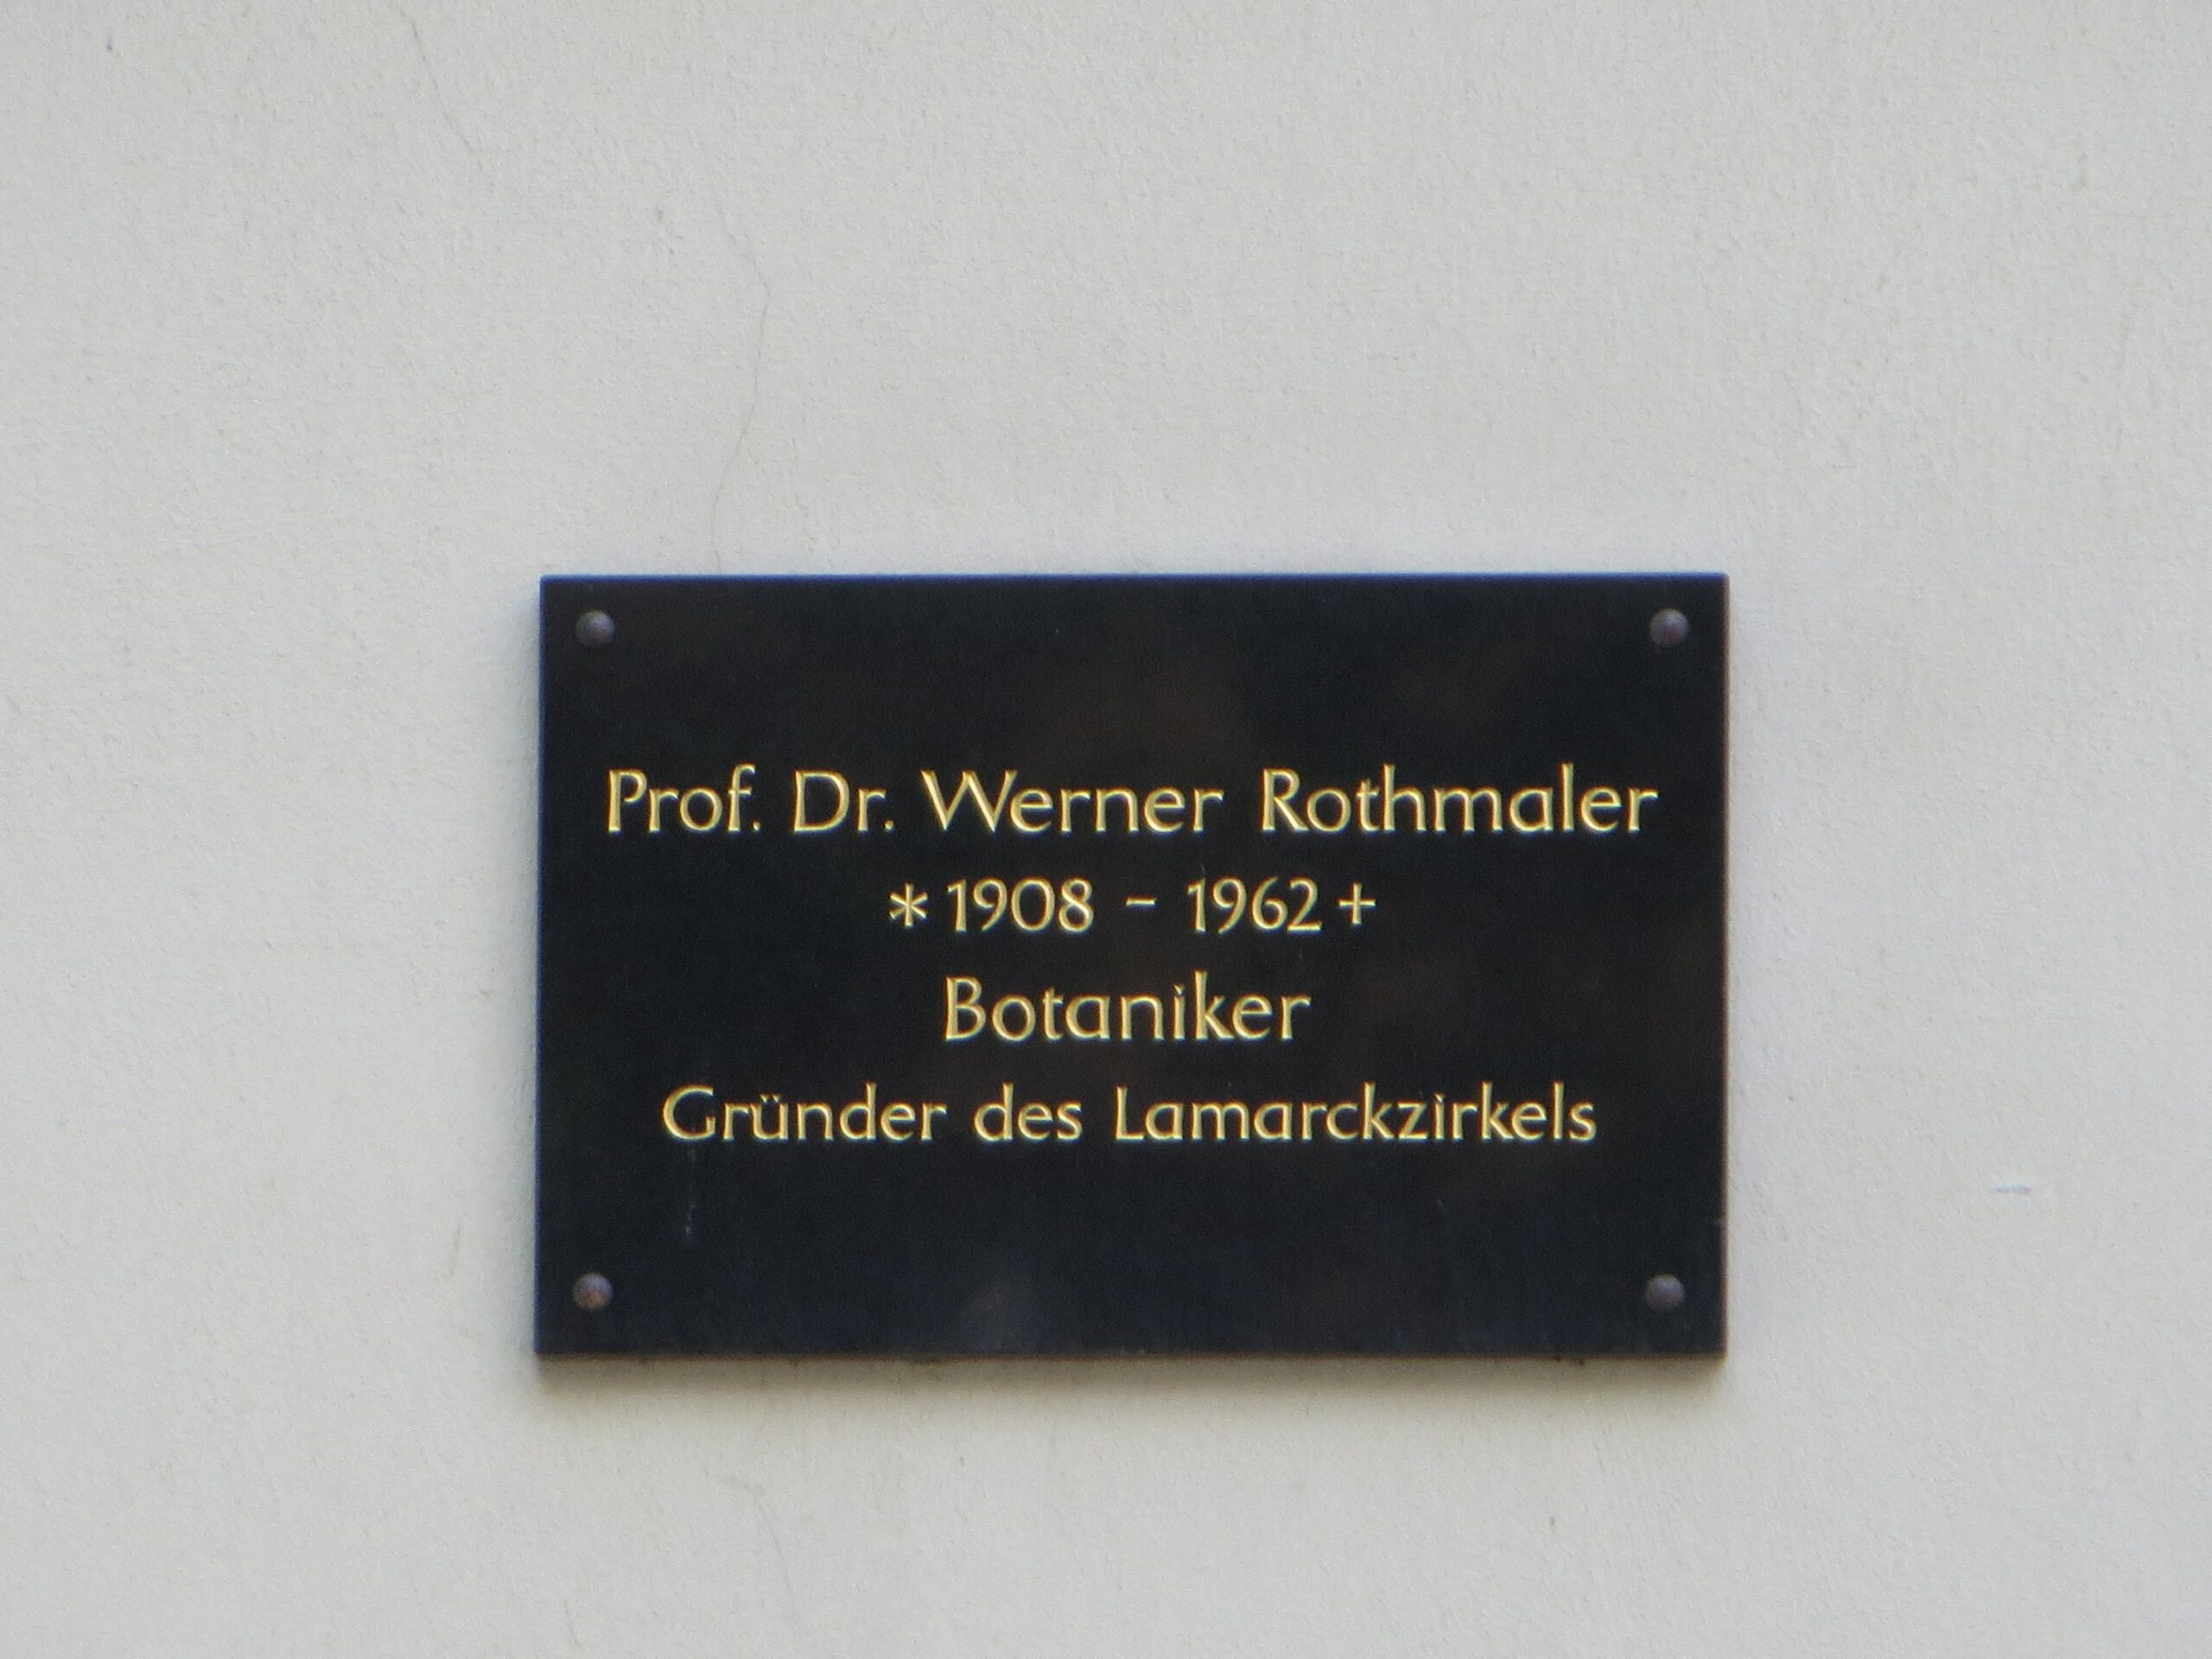 Prof. Dr. Werner Rothmaler
* 1908 - 1962 +
Botaniker
Gründer des Lamarckzirkels